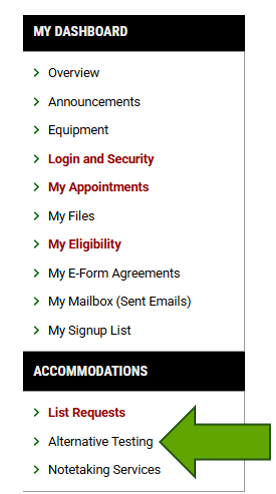 MY DASHBOARD
Overview
Announcements
Equipment
Login and Security
My Appointments
My Files
My Eligibility
My E-Form Agreements
My Mailbox (Sent Emails)
My Signup List
ACCOMMODATIONS
List Requests
Alternative Testing
Notetaking Services